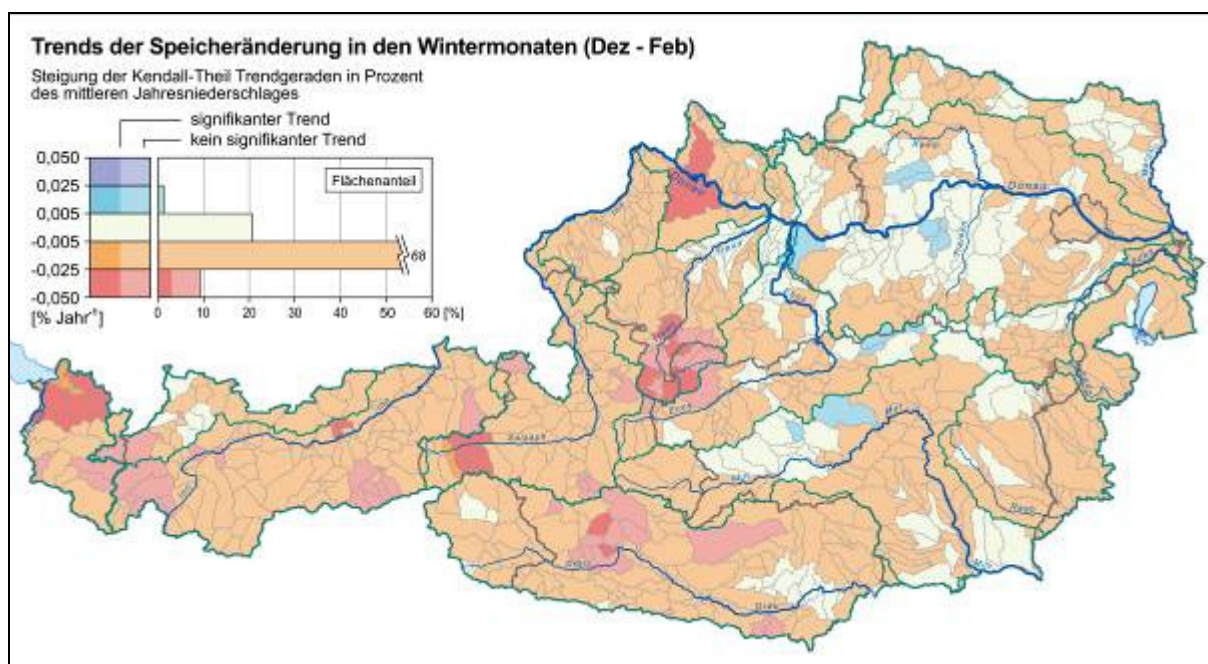 Trends der Speicheränderung in den Wintermonaten (Dez - Feb)
Steigung der Kendall-Theil Trendgeraden in Prozent
des mittleren Jahresniederschlages
signifikanter Trend
kein signifikanter Trend
0,050
0,025
0,005
-0,005
-0,025
-0,050
[% Jahr⁻¹]
Flächenanteil
68
0 10 20 30 40 50 60 [%]
Donau
Donau
Salzach
Enns
Mur
Mur
Drau
Raab